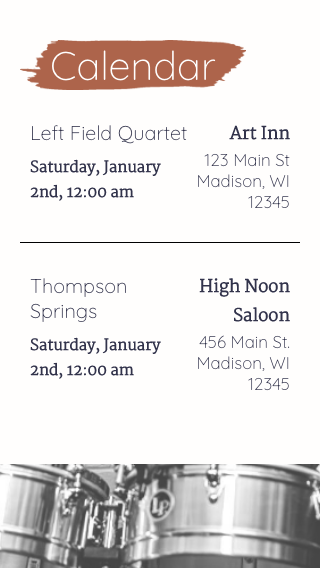 Calendar
Left Field Quartet
Art Inn
Saturday, January
2nd, 12:00 am
123 Main St
Madison, WI
12345
Thompson
Springs
High Noon
Saloon
Saturday, January
2nd, 12:00 am
456 Main St.
Madison, WI
12345
LP